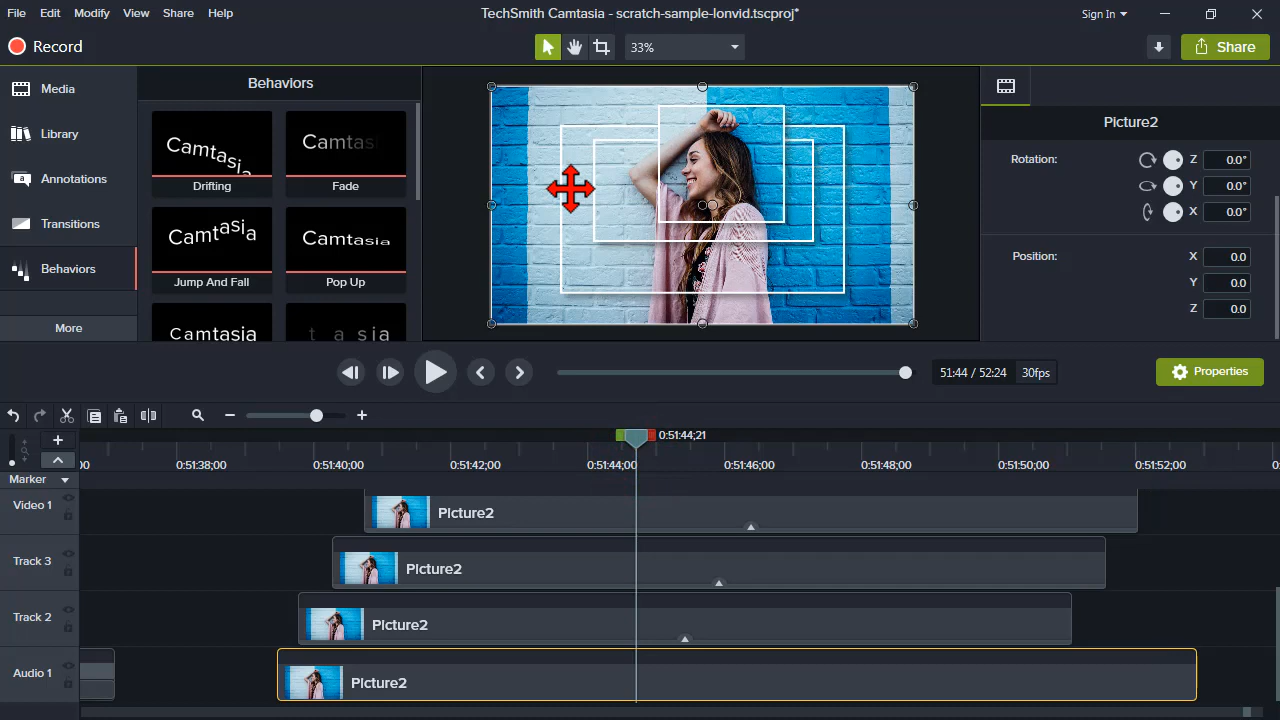 File Edit Modify View Share Help
TechSmith Camtasia - scratch-sample-lonvid.tscproj*
Sign In
Record
33%
Share
Media
Library
Annotations
Transitions
Behaviors
More
Behaviors
Camtasia
Drifting
Camtas
Fade
Camtasia
Jump And Fall
Camtasia
Pop Up
Camtasia
t a sia
Picture2
Rotation:
Z 0.0°
Y 0.0°
X 0.0°
Position:
X 0.0
Y 0.0
Z 0.0
51:44 / 52:24 30fps
Properties
0:51:44;21
00 0:51:38;00 0:51:40;00 0:51:42;00 0:51:44;00 0:51:46;00 0:51:48;00 0:51:50;00 0:51:52;00
Marker
Video 1
Picture2
Track 3
Picture2
Track 2
Picture2
Audio 1
Picture2